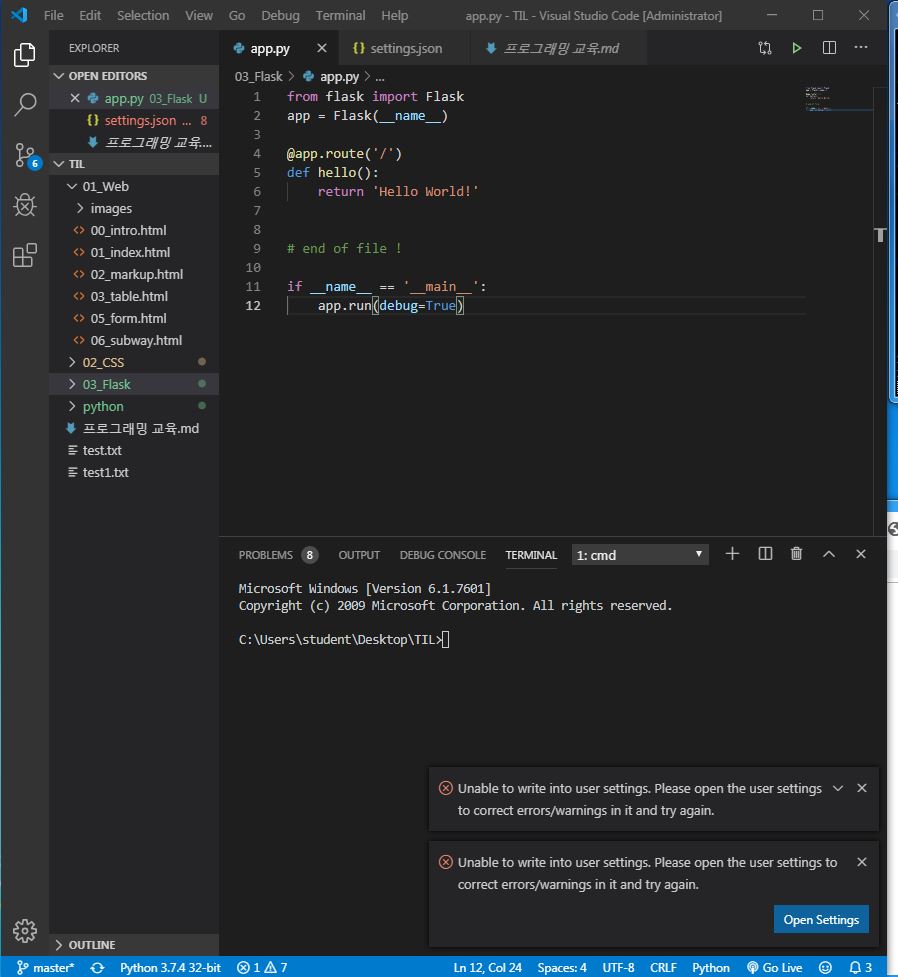 File Edit Selection View Go Debug Terminal Help app.py - TIL - Visual Studio Code [Administrator]
EXPLORER
OPEN EDITORS
app.py 03_Flask U
settings.json ... 8
프로그래밍 교육....
TIL
01_Web
images
00_intro.html
01_index.html
02_markup.html
03_table.html
05_form.html
06_subway.html
02_CSS
03_Flask
python
프로그래밍 교육.md
test.txt
test1.txt
OUTLINE
6
app.py settings.json 프로그래밍 교육.md
03_Flask > app.py > ...
1 from flask import Flask
2 app = Flask(__name__)
3
4 @app.route('/')
5 def hello():
6 return 'Hello World!'
7
8
9 # end of file !
10
11 if __name__ == '__main__':
12 app.run(debug=True)
PROBLEMS 8 OUTPUT DEBUG CONSOLE TERMINAL 1: cmd
Microsoft Windows [Version 6.1.7601]
Copyright (c) 2009 Microsoft Corporation. All rights reserved.
C:\Users\student\Desktop\TIL>
Unable to write into user settings. Please open the user settings
to correct errors/warnings in it and try again.
Unable to write into user settings. Please open the user settings to
correct errors/warnings in it and try again.
Open Settings
master* Python 3.7.4 32-bit 1 7 Ln 12, Col 24 Spaces: 4 UTF-8 CRLF Python Go Live 3